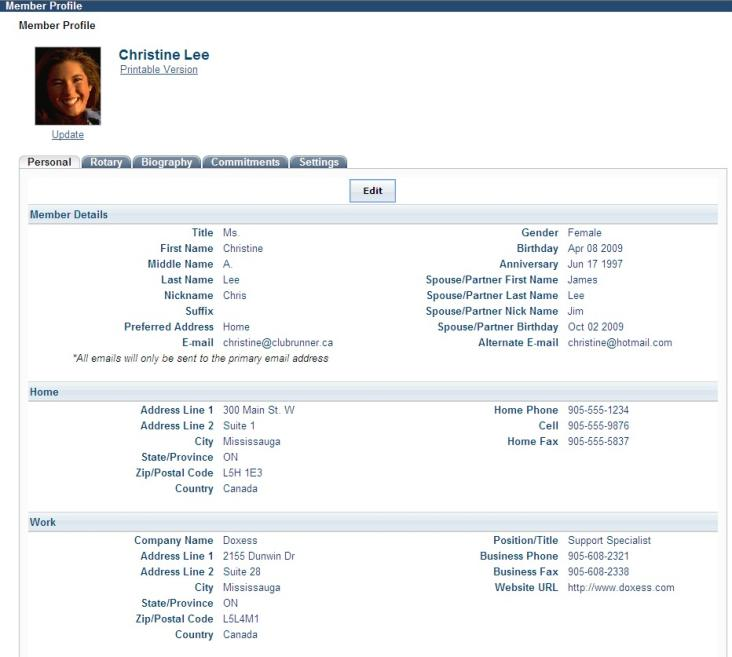 Member Profile
Member Profile
Christine Lee
Printable Version
Update
Personal Rotary Biography Commitments Settings
Edit
Member Details
Title Ms. Gender Female
First Name Christine Birthday Apr 08 2009
Middle Name A. Anniversary Jun 17 1997
Last Name Lee Spouse/Partner First Name James
Nickname Chris Spouse/Partner Last Name Lee
Suffix Spouse/Partner Nick Name Jim
Preferred Address Home Spouse/Partner Birthday Oct 02 2009
E-mail christine@clubrunner.ca Alternate E-mail christine@hotmail.com
*All emails will only be sent to the primary email address
Home
Address Line 1 300 Main St. W Home Phone 905-555-1234
Address Line 2 Suite 1 Cell 905-555-9876
City Mississauga Home Fax 905-555-5837
State/Province ON
Zip/Postal Code L5H 1E3
Country Canada
Work
Company Name Doxess Position/Title Support Specialist
Address Line 1 2155 Dunwin Dr Business Phone 905-608-2321
Address Line 2 Suite 28 Business Fax 905-608-2338
City Mississauga Website URL http://www.doxess.com
State/Province ON
Zip/Postal Code L5L4M1
Country Canada